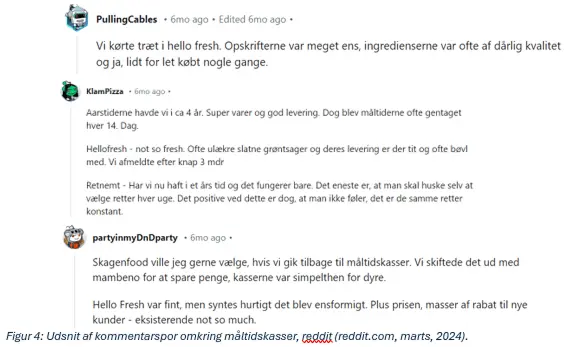 PullingCables • 6mo ago • Edited 6mo ago •
Vi kørte træt i hello fresh. Opskrifterne var meget ens, ingredienserne var ofte af dårlig kvalitet
og ja, lidt for let købt nogle gange.
KlamPizza • 6mo ago •
Aarstiderne havde vi i ca 4 år. Super varer og god levering. Dog blev måltiderne ofte gentaget
hver 14. Dag.
Hellofresh - not so fresh. Ofte ulækre slatne grøntsager og deres levering er der tit og ofte bøvl
med. Vi afmeldte efter knap 3 mdr
Retnemt - Har vi nu haft i et års tid og det fungerer bare. Det eneste er, at man skal huske selv at
vælge retter hver uge. Det positive ved dette er dog, at man ikke føler, det er de samme retter
konstant.
partyinmyDnDparty • 6mo ago •
Skagenfood ville jeg gerne vælge, hvis vi gik tilbage til måltidskasser. Vi skiftede det ud med
mambeno for at spare penge, kasserne var simpelthen for dyre.
Hello Fresh var fint, men syntes hurtigt det blev ensformigt. Plus prisen, masser af rabat til nye
kunder - eksisterende not so much.
Figur 4: Udsnit af kommentarspor omkring måltidskasser, reddit (reddit.com, marts, 2024).